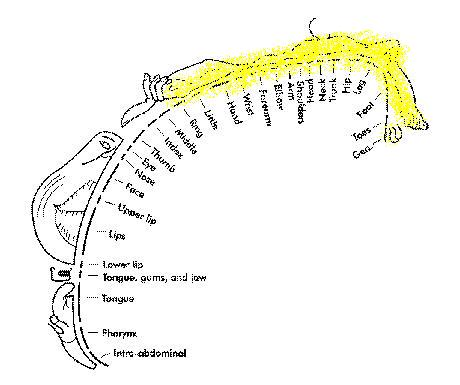 Gen.
Toes
Foot
Leg
Hip
Trunk
Neck
Head
Shoulders
Arm
Elbow
Forearm
Wrist
Hand
Little
Ring
Middle
Index
Thumb
Eye
Nose
Face
Upper lip
Lips
Lower lip
Tongue, gums, and jaw
Tongue
Pharynx
Intra-abdominal